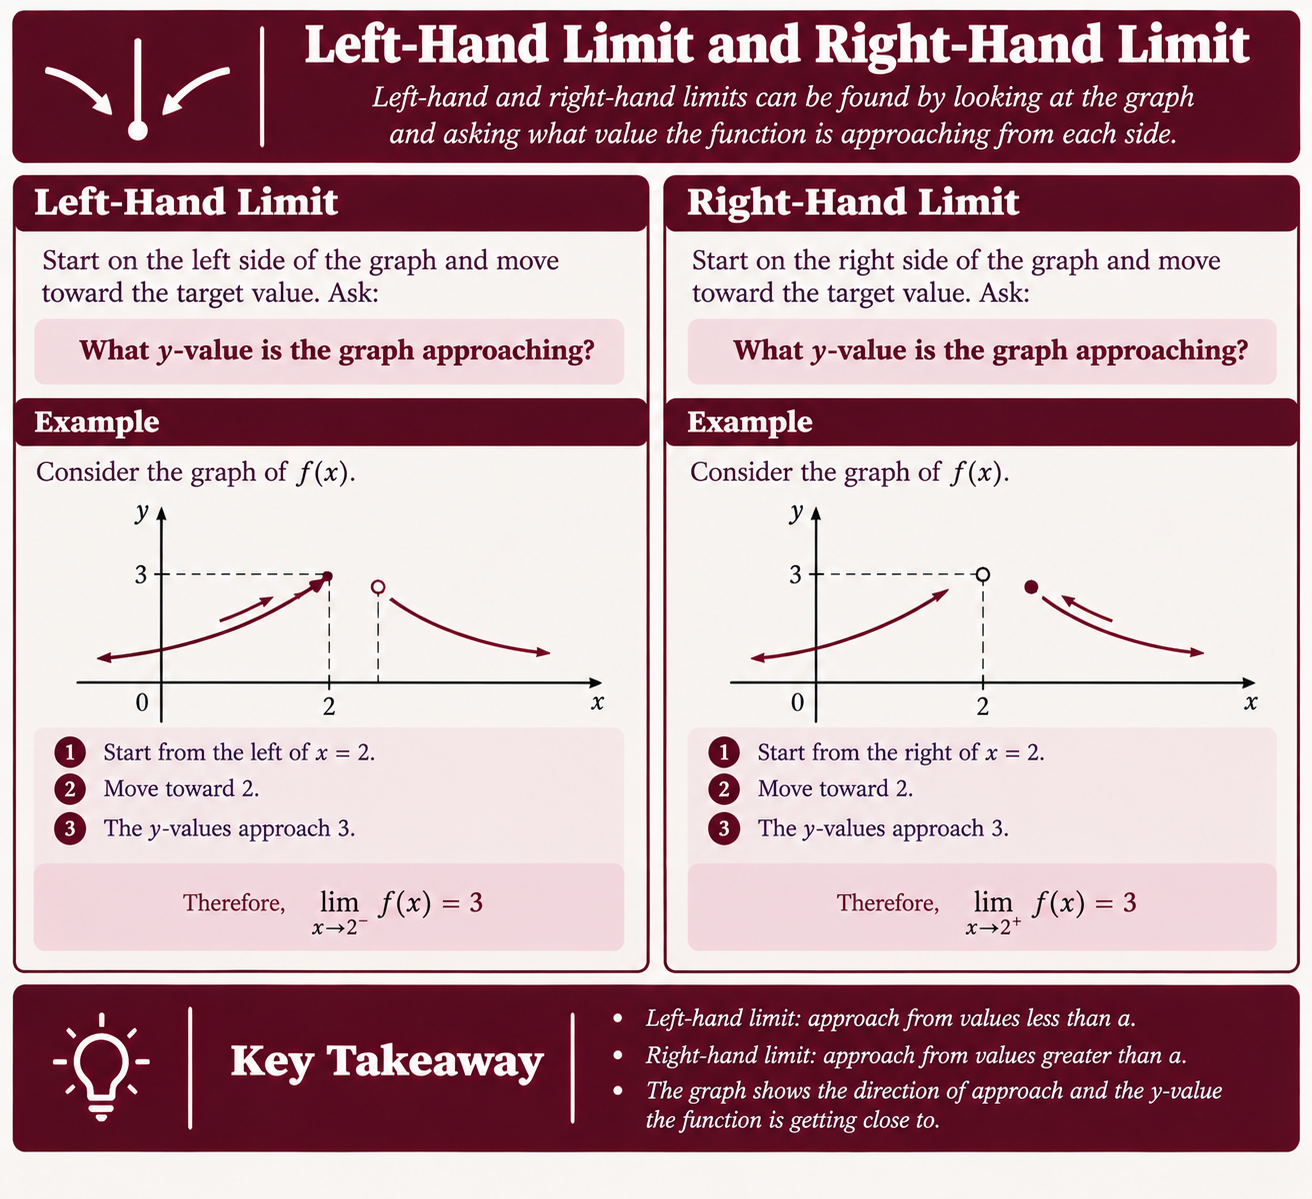 Left-Hand Limit and Right-Hand Limit
Left-hand and right-hand limits can be found by looking at the graph
and asking what value the function is approaching from each side.
Left-Hand Limit
Start on the left side of the graph and move
toward the target value. Ask:
What y-value is the graph approaching?
Example
Consider the graph of f(x).
y
3
0
2
x
1 Start from the left of x = 2.
2 Move toward 2.
3 The y-values approach 3.
Therefore, lim f(x) = 3
x→2⁻
Right-Hand Limit
Start on the right side of the graph and move
toward the target value. Ask:
What y-value is the graph approaching?
Example
Consider the graph of f(x).
y
3
0
2
x
1 Start from the right of x = 2.
2 Move toward 2.
3 The y-values approach 3.
Therefore, lim f(x) = 3
x→2⁺
Key Takeaway
• Left-hand limit: approach from values less than a.
• Right-hand limit: approach from values greater than a.
• The graph shows the direction of approach and the y-value
the function is getting close to.